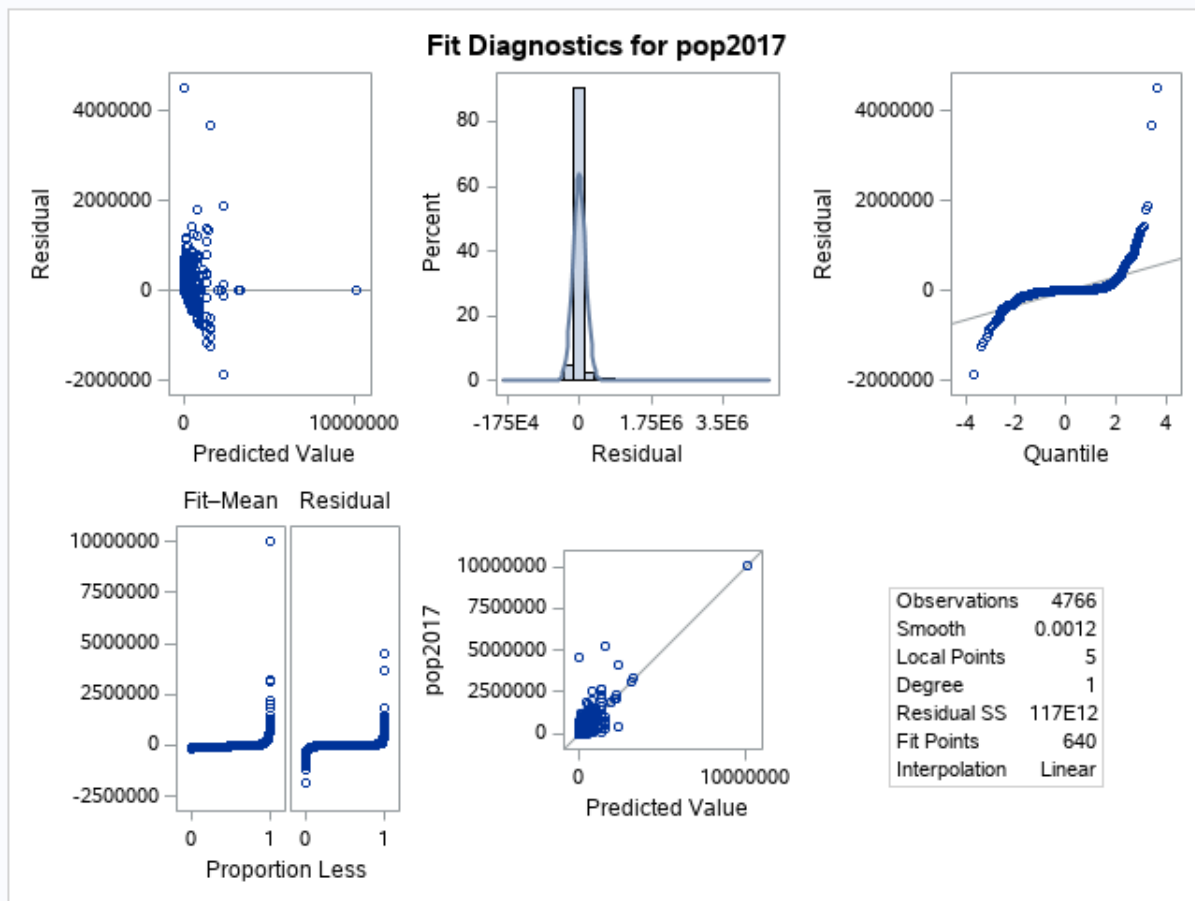 Fit Diagnostics for pop2017
4000000
2000000
0
-2000000
Residual
0 10000000
Predicted Value
80
60
40
20
0
Percent
-175E4 0 1.75E6 3.5E6
Residual
4000000
2000000
0
-2000000
Residual
-4 -2 0 2 4
Quantile
Fit–Mean Residual
10000000
7500000
5000000
2500000
0
-2500000
0 1 0 1
Proportion Less
10000000
7500000
5000000
2500000
0
pop2017
0 10000000
Predicted Value
Observations 4766
Smooth 0.0012
Local Points 5
Degree 1
Residual SS 117E12
Fit Points 640
Interpolation Linear